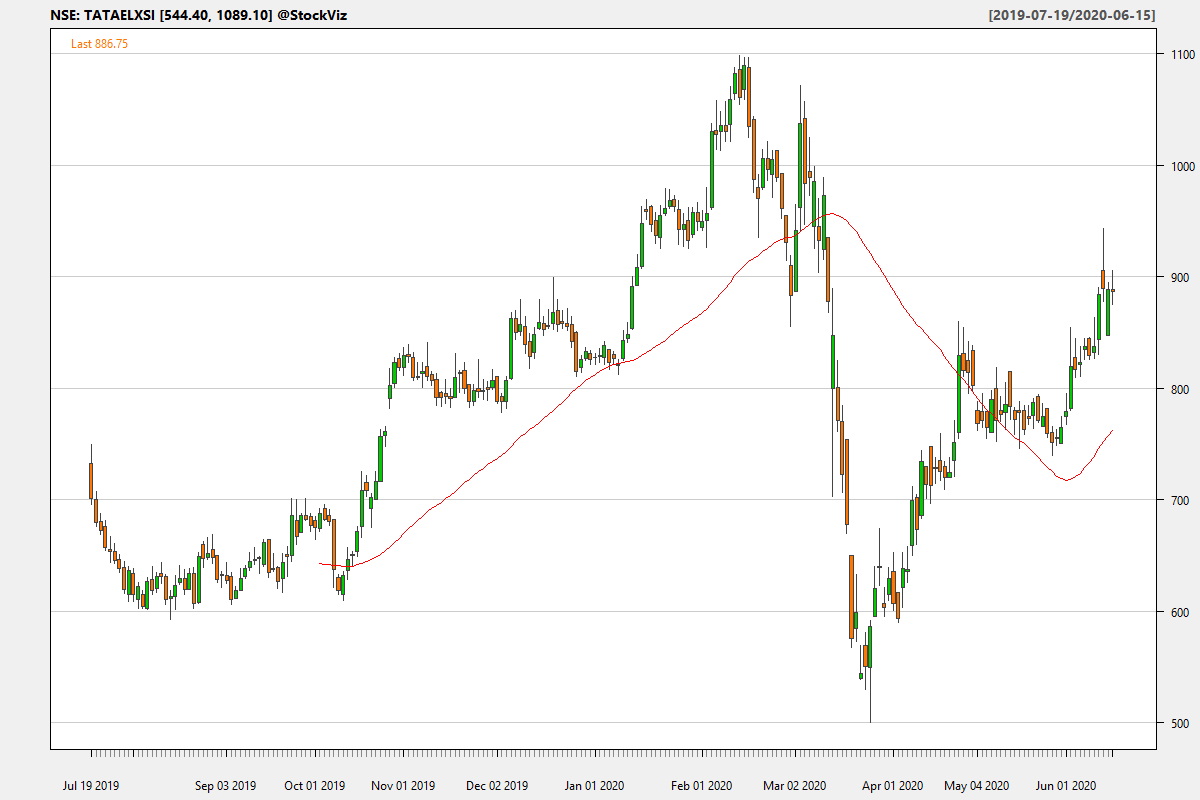 NSE: TATAELXSI [544.40, 1089.10] @StockViz
[2019-07-19/2020-06-15]
Last 886.75
1100
1000
900
800
700
600
500
Jul 19 2019 Sep 03 2019 Oct 01 2019 Nov 01 2019 Dec 02 2019 Jan 01 2020 Feb 01 2020 Mar 02 2020 Apr 01 2020 May 04 2020 Jun 01 2020